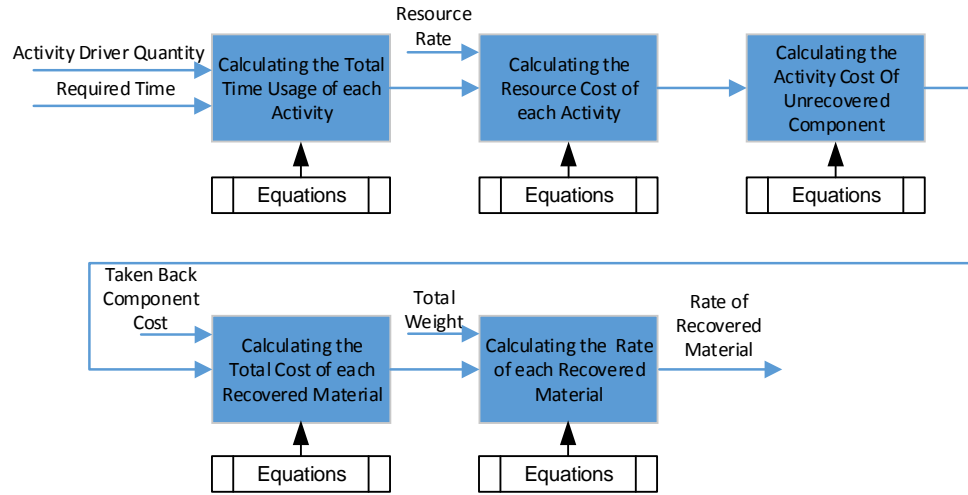 Resource
Rate
Activity Driver Quantity
Required Time
Calculating the Total
Time Usage of each
Activity
Calculating the
Resource Cost of
each Activity
Calculating the
Activity Cost Of
Unrecovered
Component
Equations
Equations
Equations
Taken Back
Component
Cost
Total
Weight
Rate of
Recovered
Material
Calculating the
Total Cost of each
Recovered Material
Calculating the Rate
of each Recovered
Material
Equations
Equations